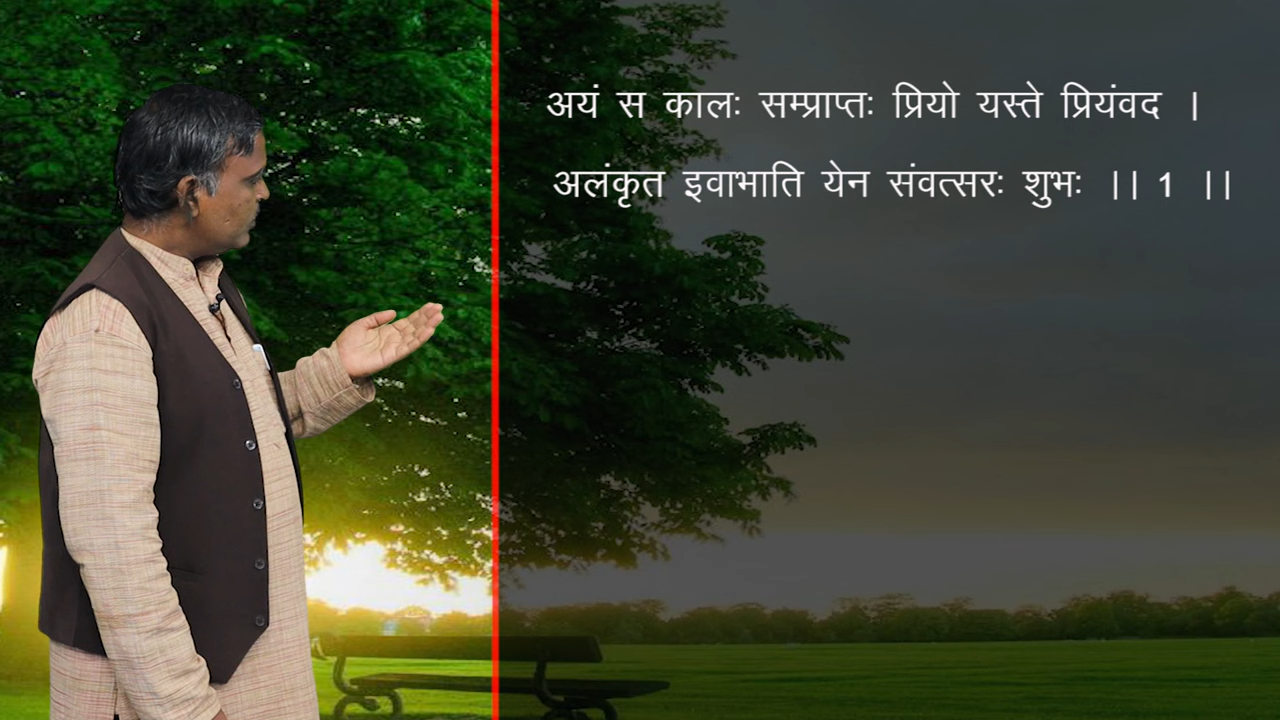 अयं स कालः सम्प्राप्तः प्रियो यस्ते प्रियंवद ।
अलंकृत इवाभाति येन संवत्सरः शुभः ।। 1 ।।